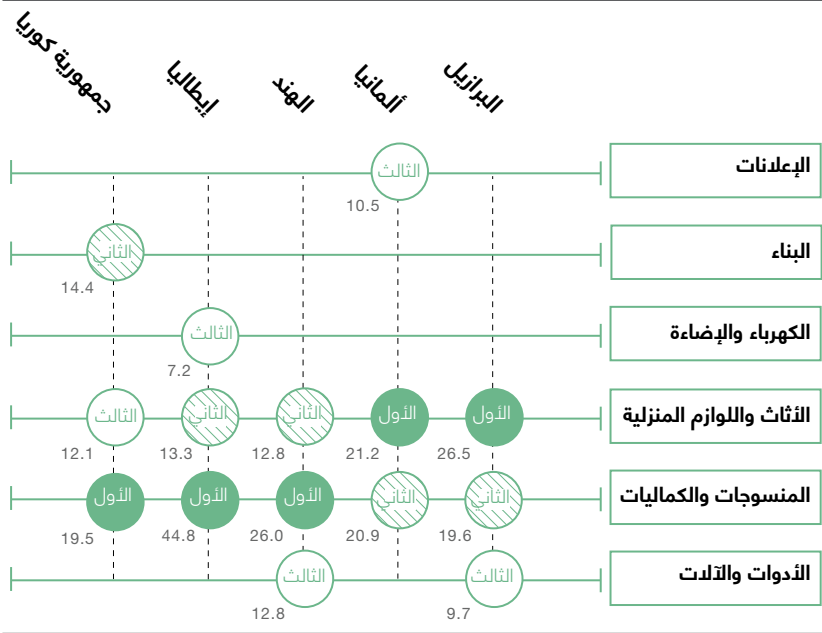 البرازيل
ألمانيا
الهند
إيطاليا
جمهورية كوريا
الإعلانات
الثالث
10.5
البناء
الثاني
14.4
الكهرباء والإضاءة
الثالث
7.2
الأثاث واللوازم المنزلية
الأول
الأول
الثاني
الثاني
الثالث
26.5
21.2
12.8
13.3
12.1
المنسوجات والكماليات
الثاني
الثاني
الأول
الأول
الأول
19.6
20.9
26.0
44.8
19.5
الأدوات والآلات
الثالث
الثالث
9.7
12.8